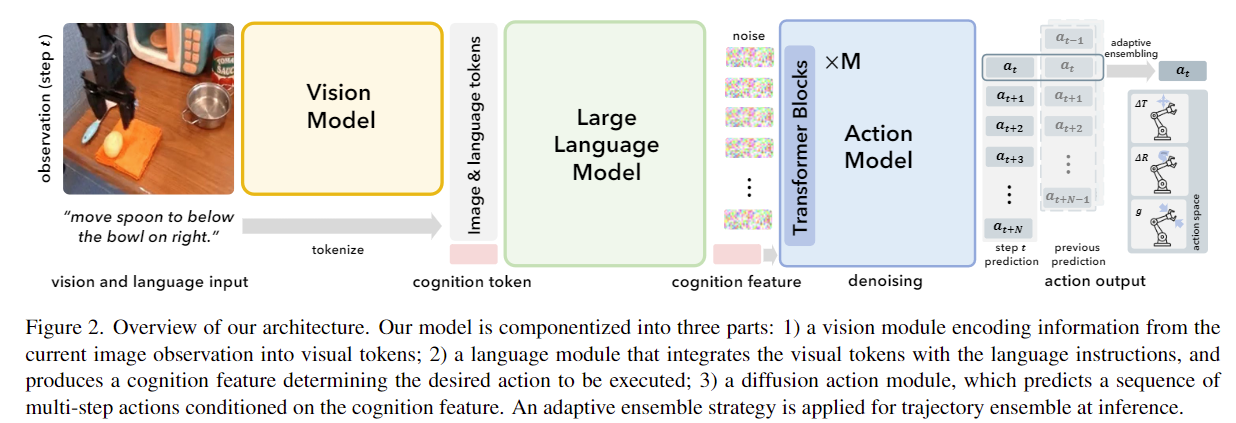 observation (step t)
Vision
Model
Image & language tokens
Large
Language
Model
noise
Transformer Blocks
×M
Action
Model
a_t
a_{t+1}
a_{t+2}
a_{t+3}
a_{t+N}
a_{t−1}
a_t
a_{t+1}
a_{t+2}
a_{t+N−1}
adaptive
ensembling
a_t
ΔT
ΔR
g
action space
“move spoon to below
the bowl on right.”
tokenize
step t
prediction
previous
prediction
vision and language input
cognition token
cognition feature
denoising
action output
Figure 2. Overview of our architecture. Our model is componentized into three parts: 1) a vision module encoding information from the
current image observation into visual tokens; 2) a language module that integrates the visual tokens with the language instructions, and
produces a cognition feature determining the desired action to be executed; 3) a diffusion action module, which predicts a sequence of
multi-step actions conditioned on the cognition feature. An adaptive ensemble strategy is applied for trajectory ensemble at inference.